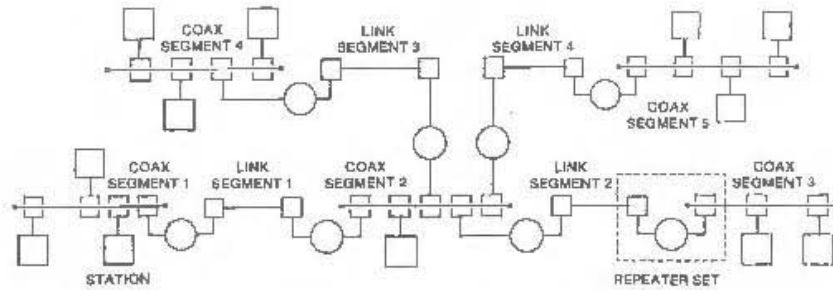 COAX
SEGMENT 4
LINK
SEGMENT 3
LINK
SEGMENT 4
COAX
SEGMENT 5
COAX
SEGMENT 1
LINK
SEGMENT 1
COAX
SEGMENT 2
LINK
SEGMENT 2
COAX
SEGMENT 3
STATION
REPEATER SET